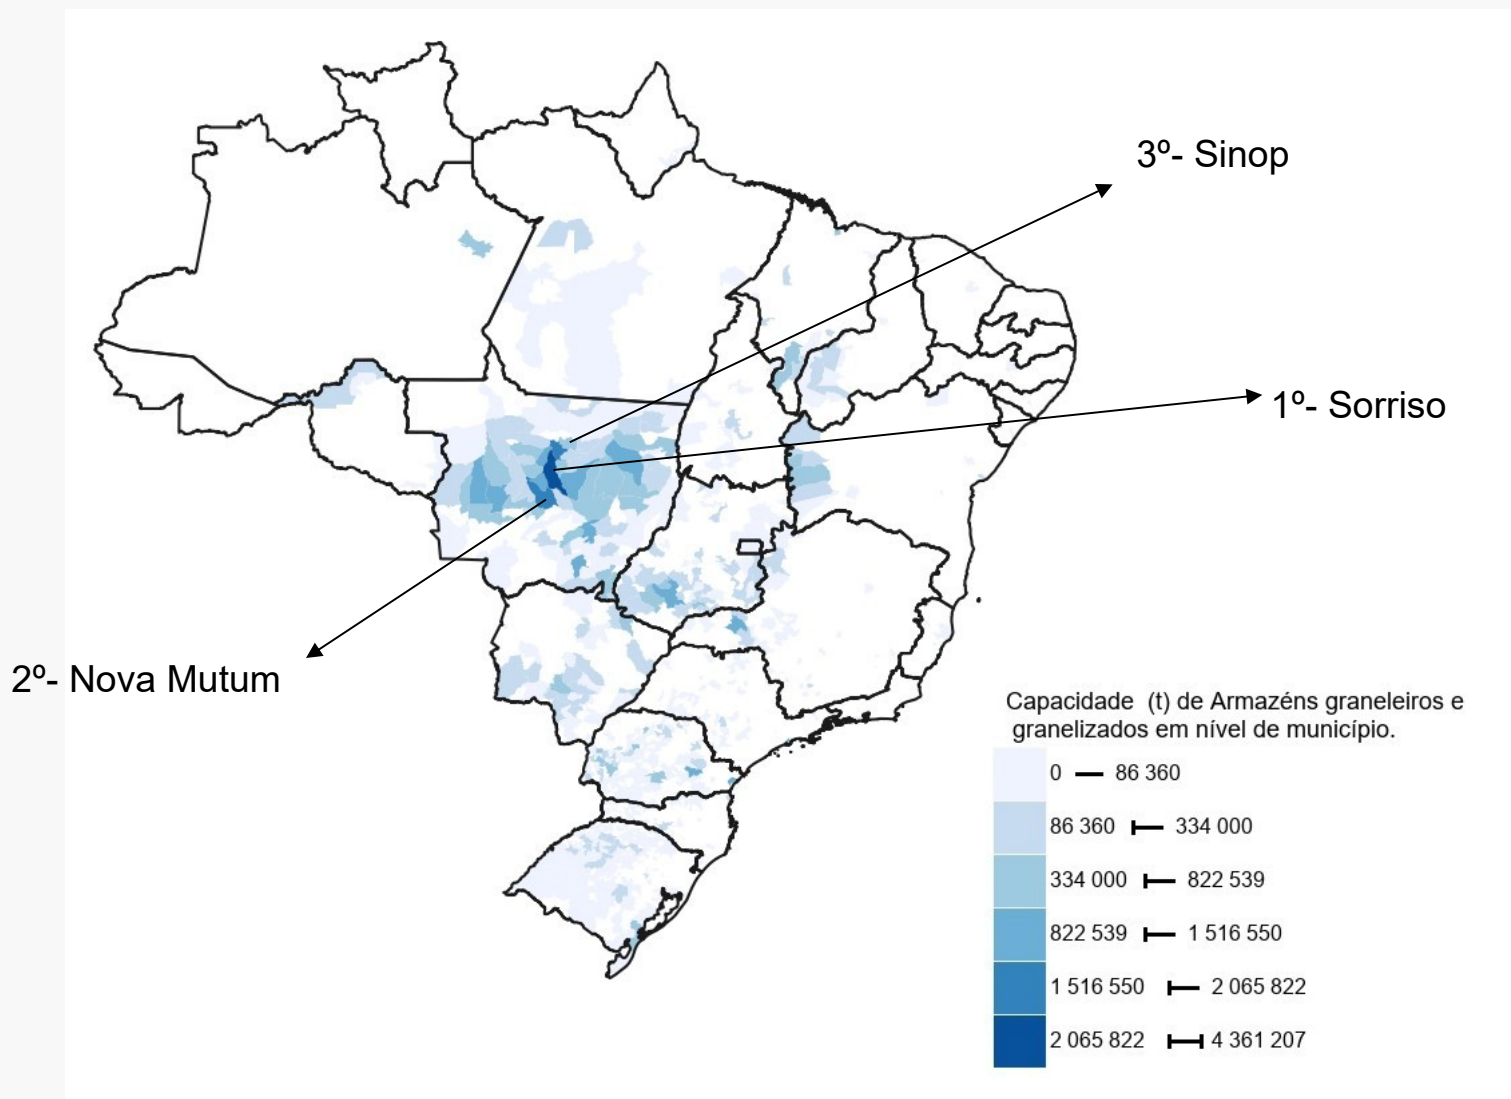 3º- Sinop
1º- Sorriso
2º- Nova Mutum
Capacidade (t) de Armazéns graneleiros e
granelizados em nível de município.
0 86 360
86 360 334 000
334 000 822 539
822 539 1 516 550
1 516 550 2 065 822
2 065 822 4 361 207